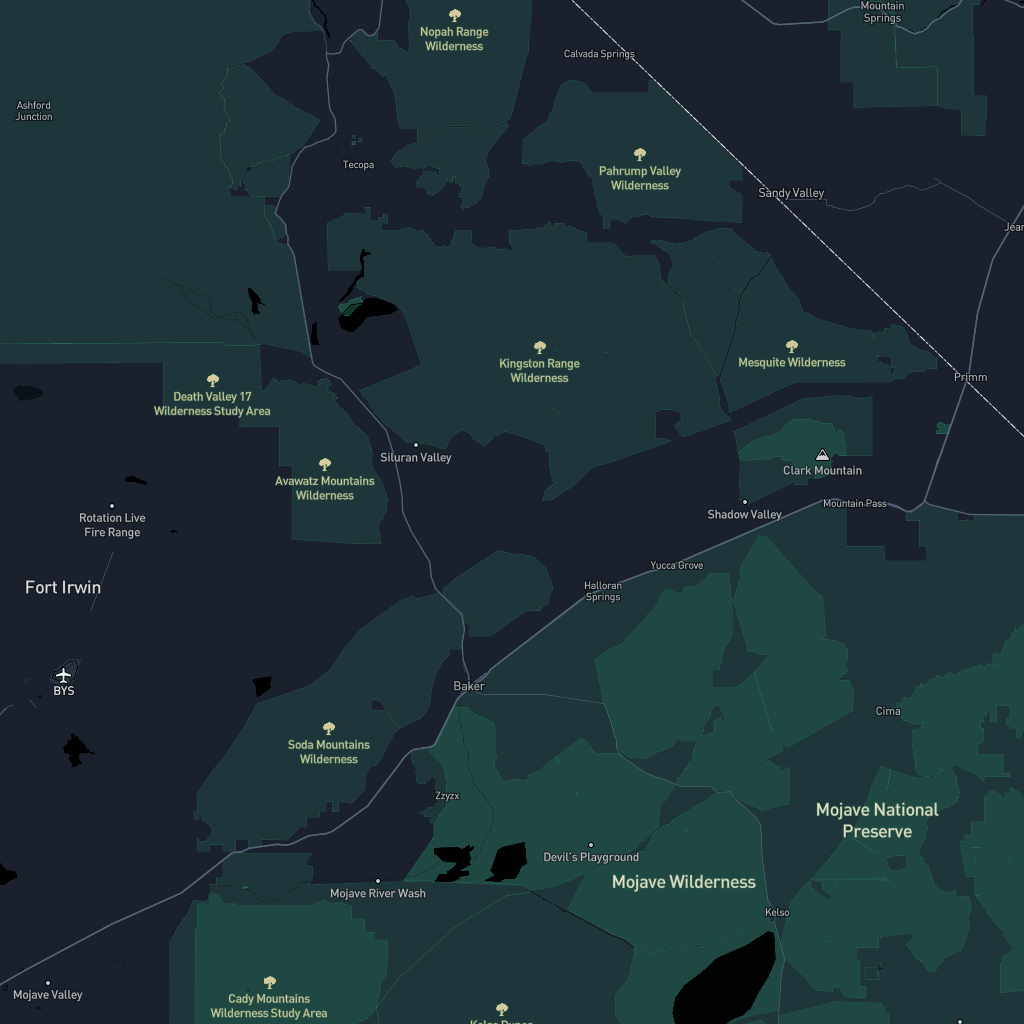 Mountain
Springs
Nopah Range
Wilderness
Calvada Springs
Ashford
Junction
Tecopa
Pahrump Valley
Wilderness
Sandy Valley
Jean
Kingston Range
Wilderness
Mesquite Wilderness
Primm
Death Valley 17
Wilderness Study Area
Siluran Valley
Clark Mountain
Avawatz Mountains
Wilderness
Mountain Pass
Shadow Valley
Rotation Live
Fire Range
Yucca Grove
Fort Irwin
Halloran
Springs
BYS
Baker
Cima
Soda Mountains
Wilderness
Zzyzx
Mojave National
Preserve
Devil's Playground
Mojave Wilderness
Mojave River Wash
Kelso
Mojave Valley
Cady Mountains
Wilderness Study Area